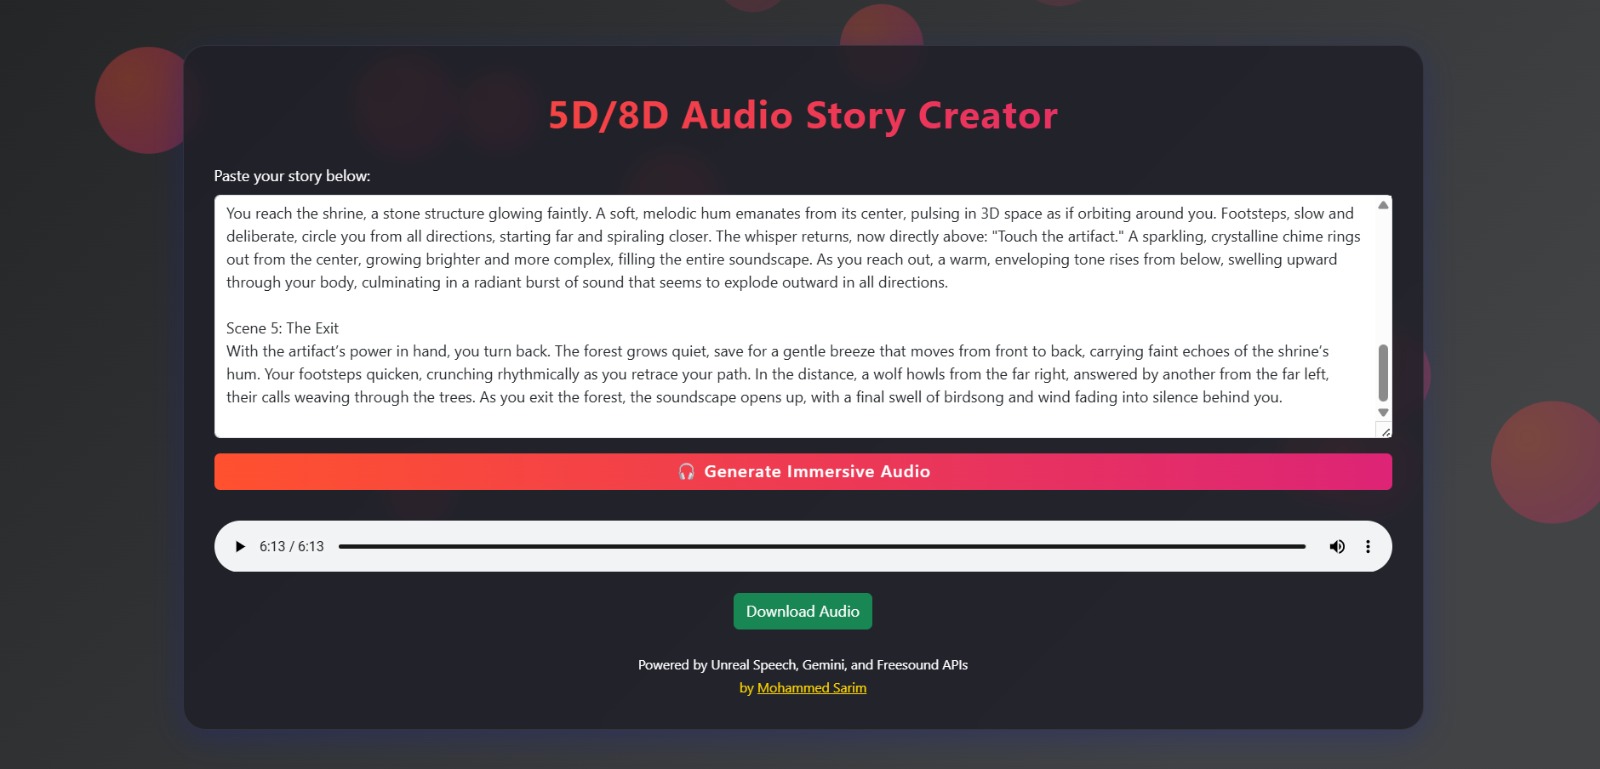 5D/8D Audio Story Creator
Paste your story below:
You reach the shrine, a stone structure glowing faintly. A soft, melodic hum emanates from its center, pulsing in 3D space as if orbiting around you. Footsteps, slow and
deliberate, circle you from all directions, starting far and spiraling closer. The whisper returns, now directly above: "Touch the artifact." A sparkling, crystalline chime rings
out from the center, growing brighter and more complex, filling the entire soundscape. As you reach out, a warm, enveloping tone rises from below, swelling upward
through your body, culminating in a radiant burst of sound that seems to explode outward in all directions.
Scene 5: The Exit
With the artifact’s power in hand, you turn back. The forest grows quiet, save for a gentle breeze that moves from front to back, carrying faint echoes of the shrine’s
hum. Your footsteps quicken, crunching rhythmically as you retrace your path. In the distance, a wolf howls from the far right, answered by another from the far left,
their calls weaving through the trees. As you exit the forest, the soundscape opens up, with a final swell of birdsong and wind fading into silence behind you.
🎧 Generate Immersive Audio
6:13 / 6:13
Download Audio
Powered by Unreal Speech, Gemini, and Freesound APIs
by Mohammed Sarim